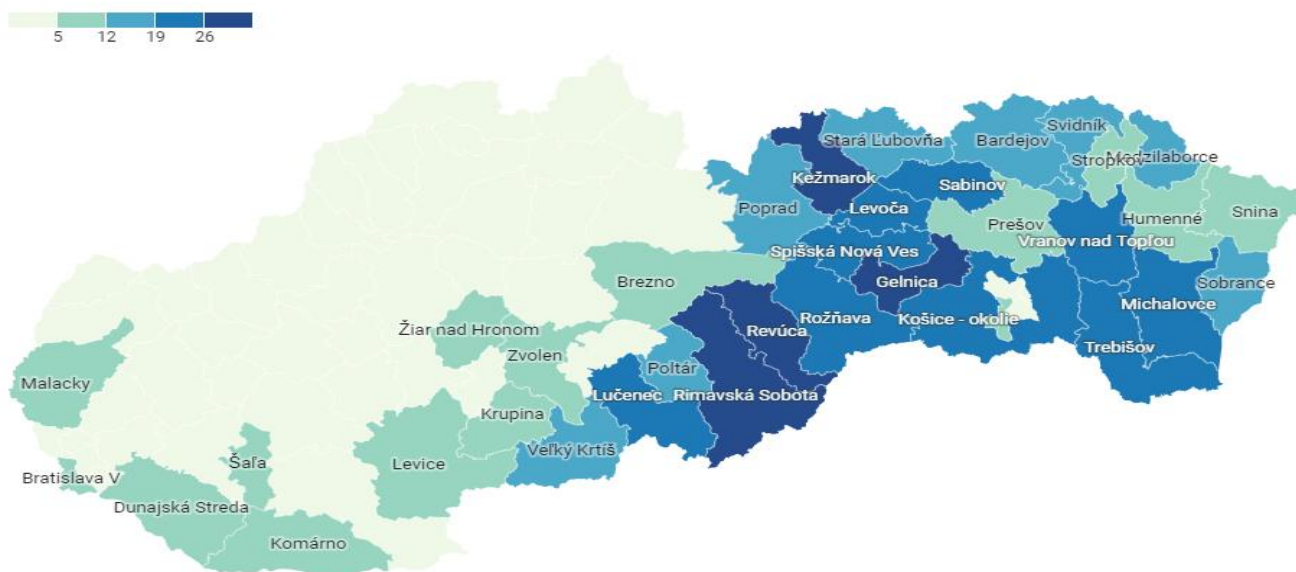 5 12 19 26
Svidník
Stará Ľubovňa
Bardejov
Medzilaborce
Stropkov
Kežmarok
Sabinov
Poprad
Levoča
Snina
Prešov
Humenné
Vranov nad Topľou
Spišská Nová Ves
Brezno
Gelnica
Sobrance
Michalovce
Rožňava
Košice - okolie
Žiar nad Hronom
Revúca
Trebišov
Zvolen
Poltár
Malacky
Lučenec
Rimavská Sobota
Krupina
Veľký Krtíš
Levice
Šaľa
Bratislava V
Dunajská Streda
Komárno